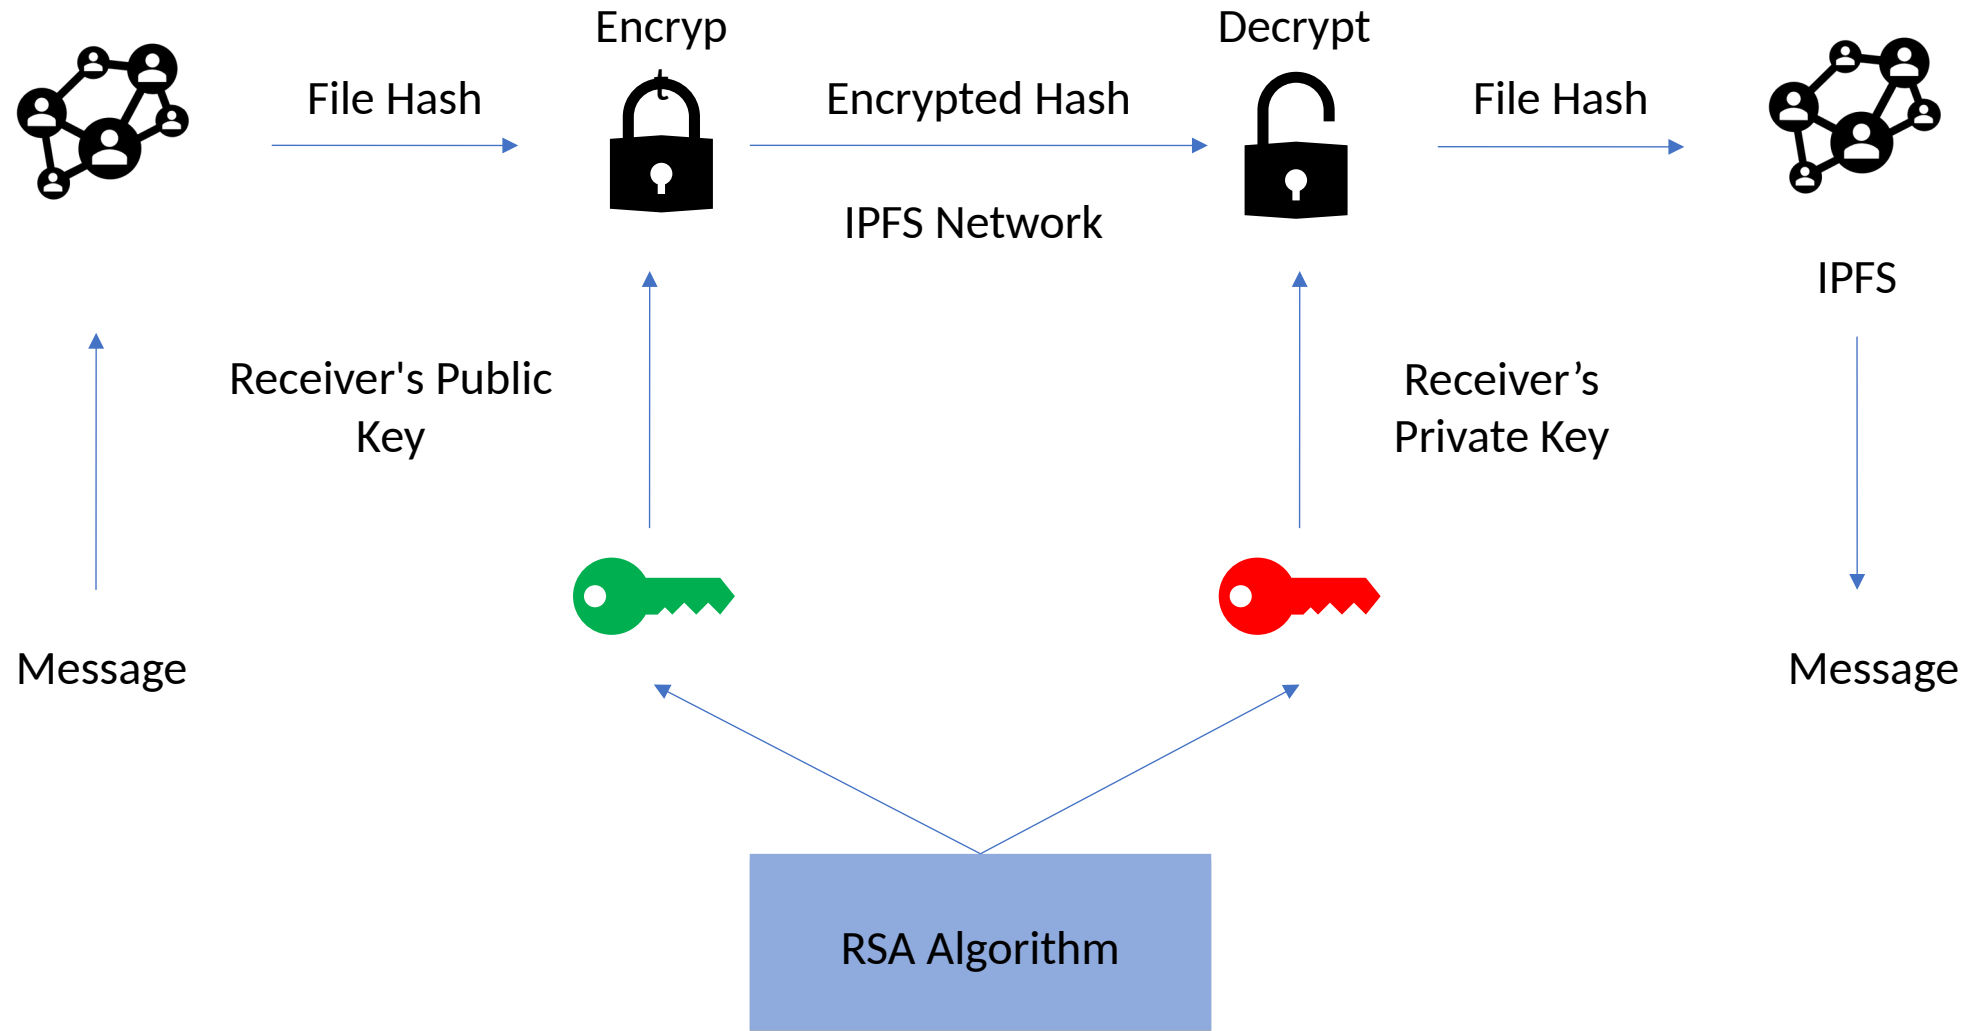 Encryp
t
Decrypt
File Hash
Encrypted Hash
File Hash
IPFS Network
IPFS
Receiver's Public
Key
Receiver’s
Private Key
Message
Message
RSA Algorithm